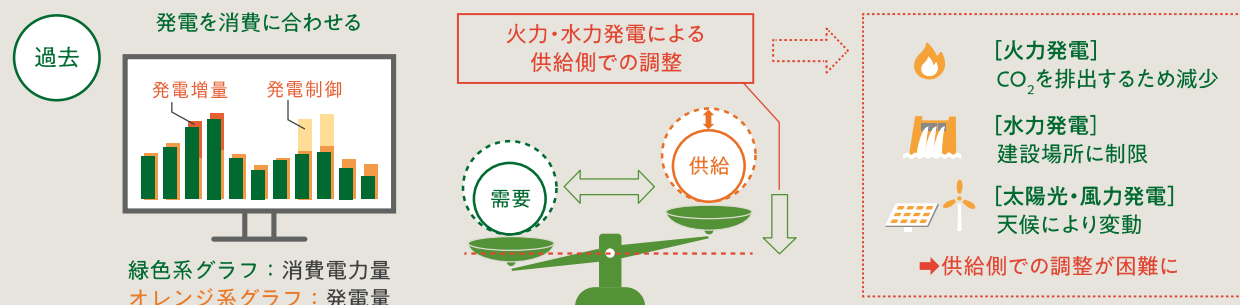 過去
発電を消費に合わせる
発電増量
発電制御
緑色系グラフ：消費電力量
オレンジ系グラフ：発電量
火力・水力発電による
供給側での調整
需要
供給
[火力発電]
CO₂を排出するため減少
[水力発電]
建設場所に制限
[太陽光・風力発電]
天候により変動
➡供給側での調整が困難に